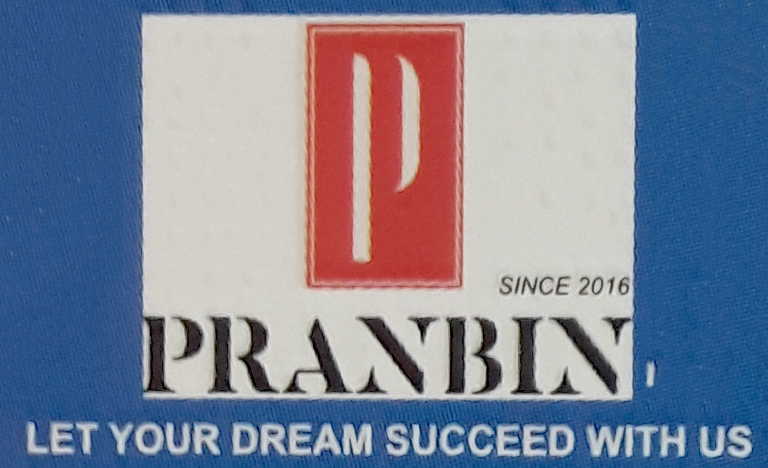 P
SINCE 2016
PRANBIN
LET YOUR DREAM SUCCEED WITH US